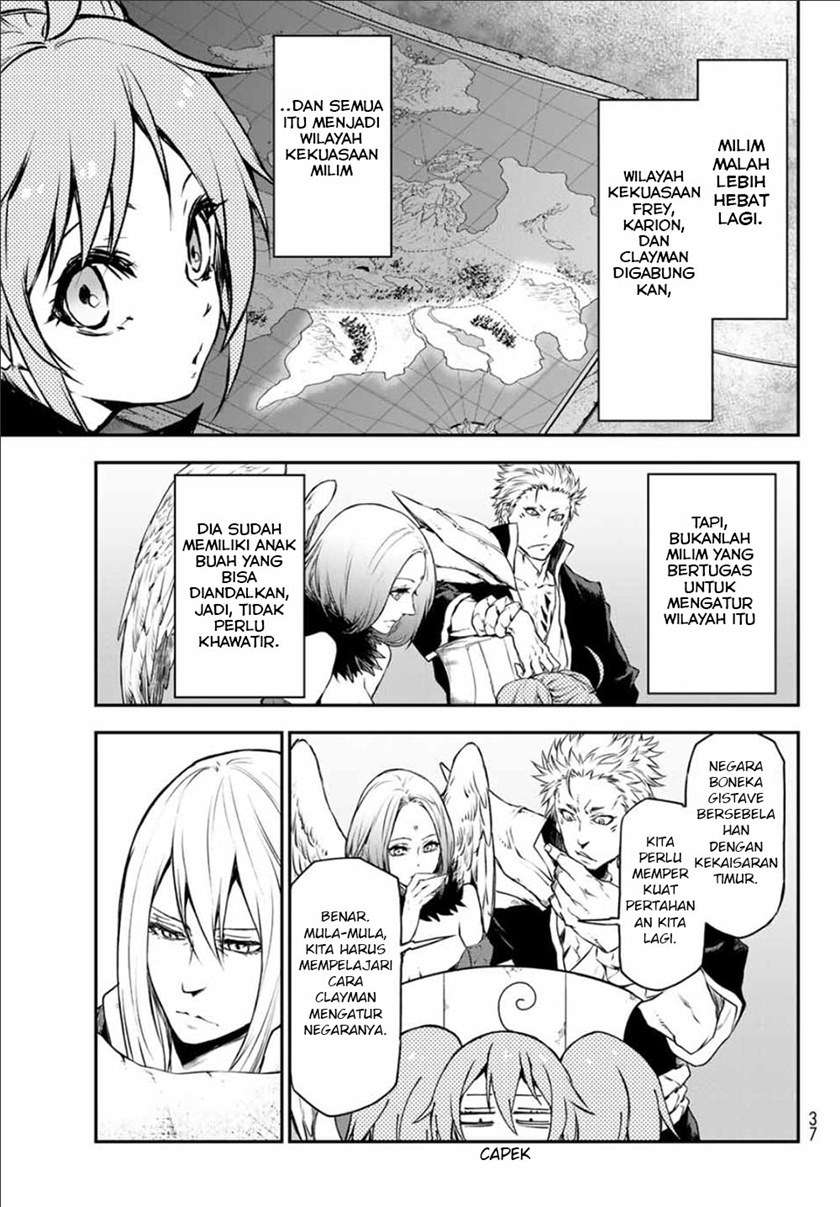 MILIM
MALAH
LEBIH
HEBAT
LAGI.
WILAYAH
KEKUASAAN
FREY,
KARION,
DAN
CLAYMAN
DIGABUNG
KAN,
..DAN SEMUA
ITU MENJADI
WILAYAH
KEKUASAAN
MILIM
TAPI,
BUKANLAH
MILIM YANG
BERTUGAS
UNTUK
MENGATUR
WILAYAH ITU
DIA SUDAH
MEMILIKI ANAK
BUAH YANG
BISA
DIANDALKAN,
JADI, TIDAK
PERLU
KHAWATIR.
NEGARA
BONEKA
GISTAVE
BERSEBELA
HAN
DENGAN
KEKAISARAN
TIMUR.
KITA
PERLU
MEMPER
KUAT
PERTAHAN
AN KITA
LAGI.
BENAR.
MULA-MULA,
KITA HARUS
MEMPELAJARI
CARA
CLAYMAN
MENGATUR
NEGARANYA.
CAPEK
37